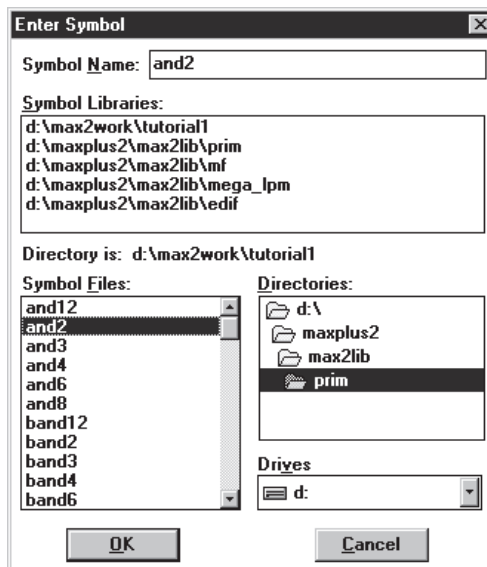 Enter Symbol
Symbol Name: and2
Symbol Libraries:
d:\max2work\tutorial1
d:\maxplus2\max2lib\prim
d:\maxplus2\max2lib\mf
d:\maxplus2\max2lib\mega_lpm
d:\maxplus2\max2lib\edif
Directory is: d:\max2work\tutorial1
Symbol Files:
and12
and2
and3
and4
and6
and8
band12
band2
band3
band4
band6
Directories:
d:\
maxplus2
max2lib
prim
Drives
d:
OK
Cancel